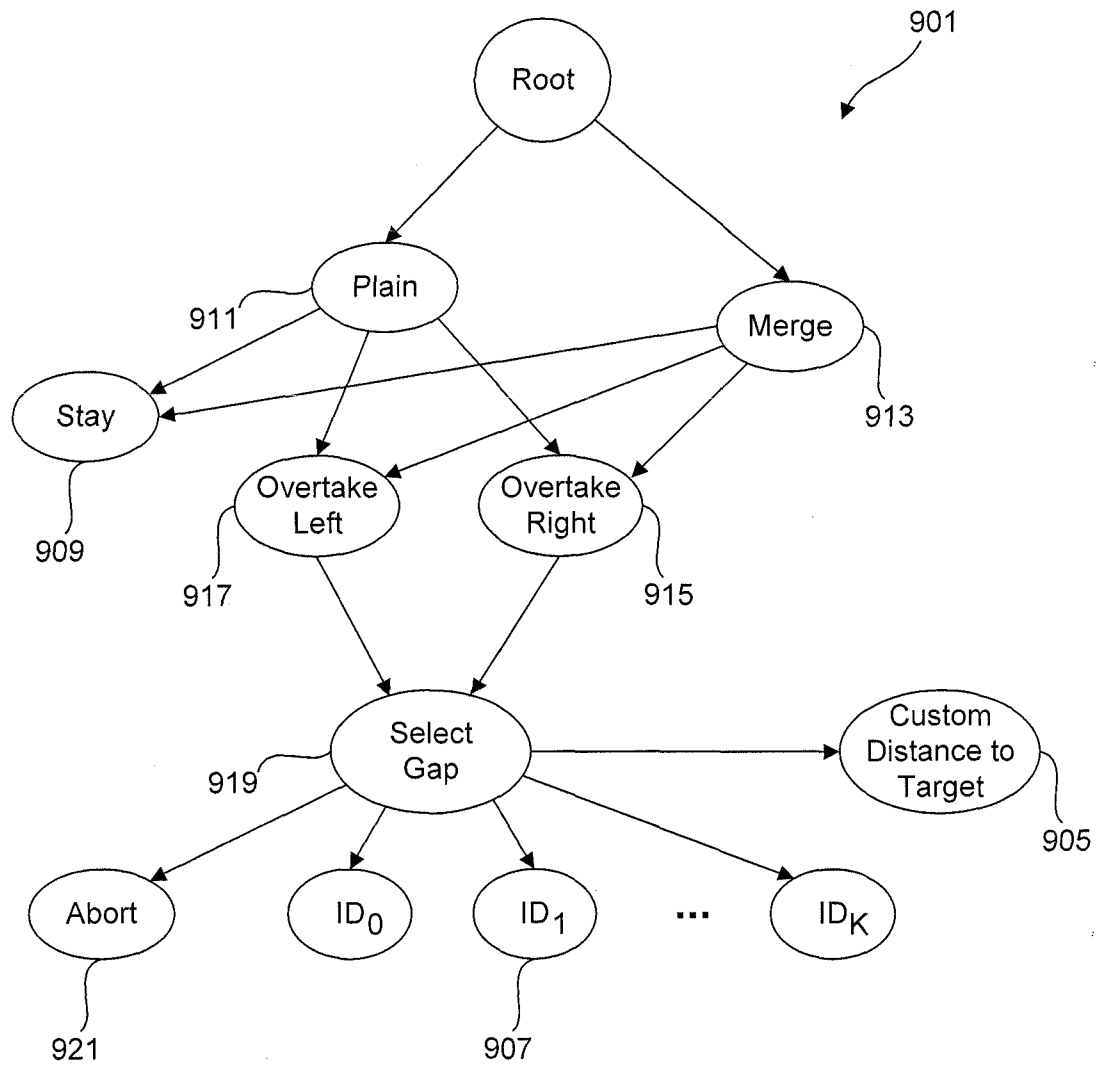 901
Root
Plain
911
Merge
913
Stay
909
Overtake
Left
917
Overtake
Right
915
Select
Gap
919
Custom
Distance to
Target
905
Abort
921
ID0
ID1
907
...
IDK